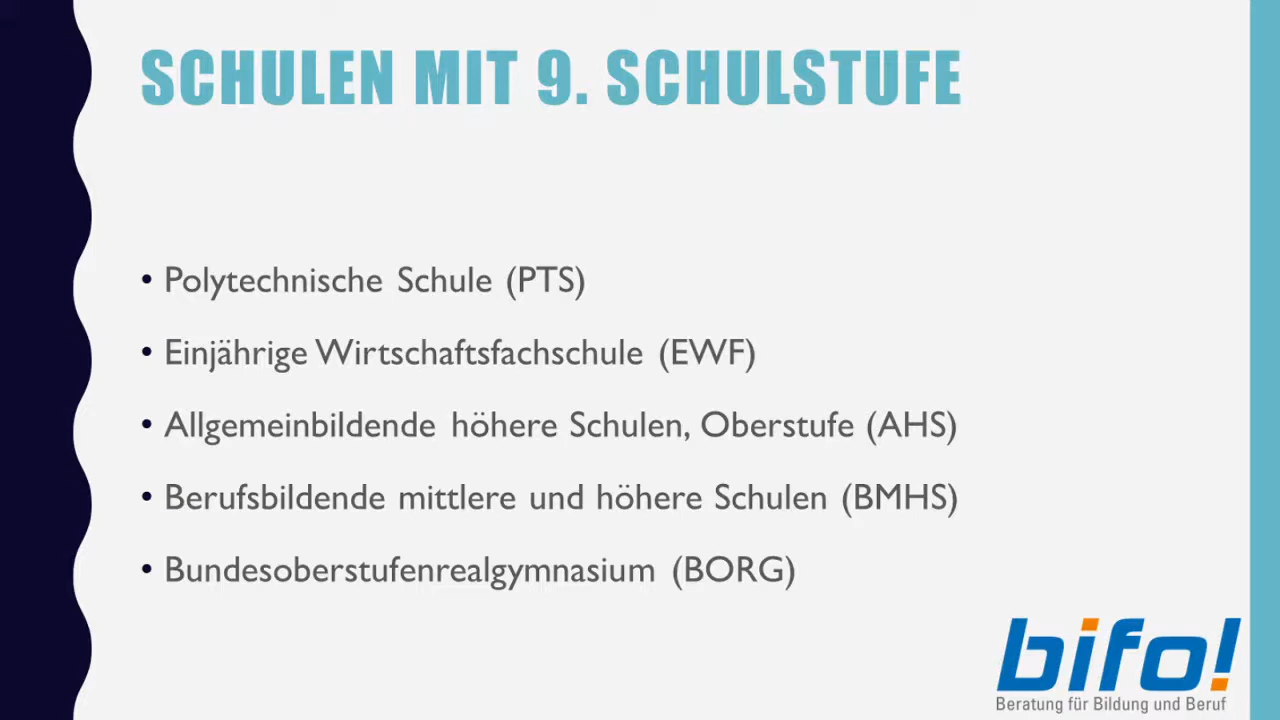 SCHULEN MIT 9. SCHULSTUFE
• Polytechnische Schule (PTS)
• Einjährige Wirtschaftsfachschule (EWF)
• Allgemeinbildende höhere Schulen, Oberstufe (AHS)
• Berufsbildende mittlere und höhere Schulen (BMHS)
• Bundesoberstufenrealgymnasium (BORG)
bifo!
Beratung für Bildung und Beruf